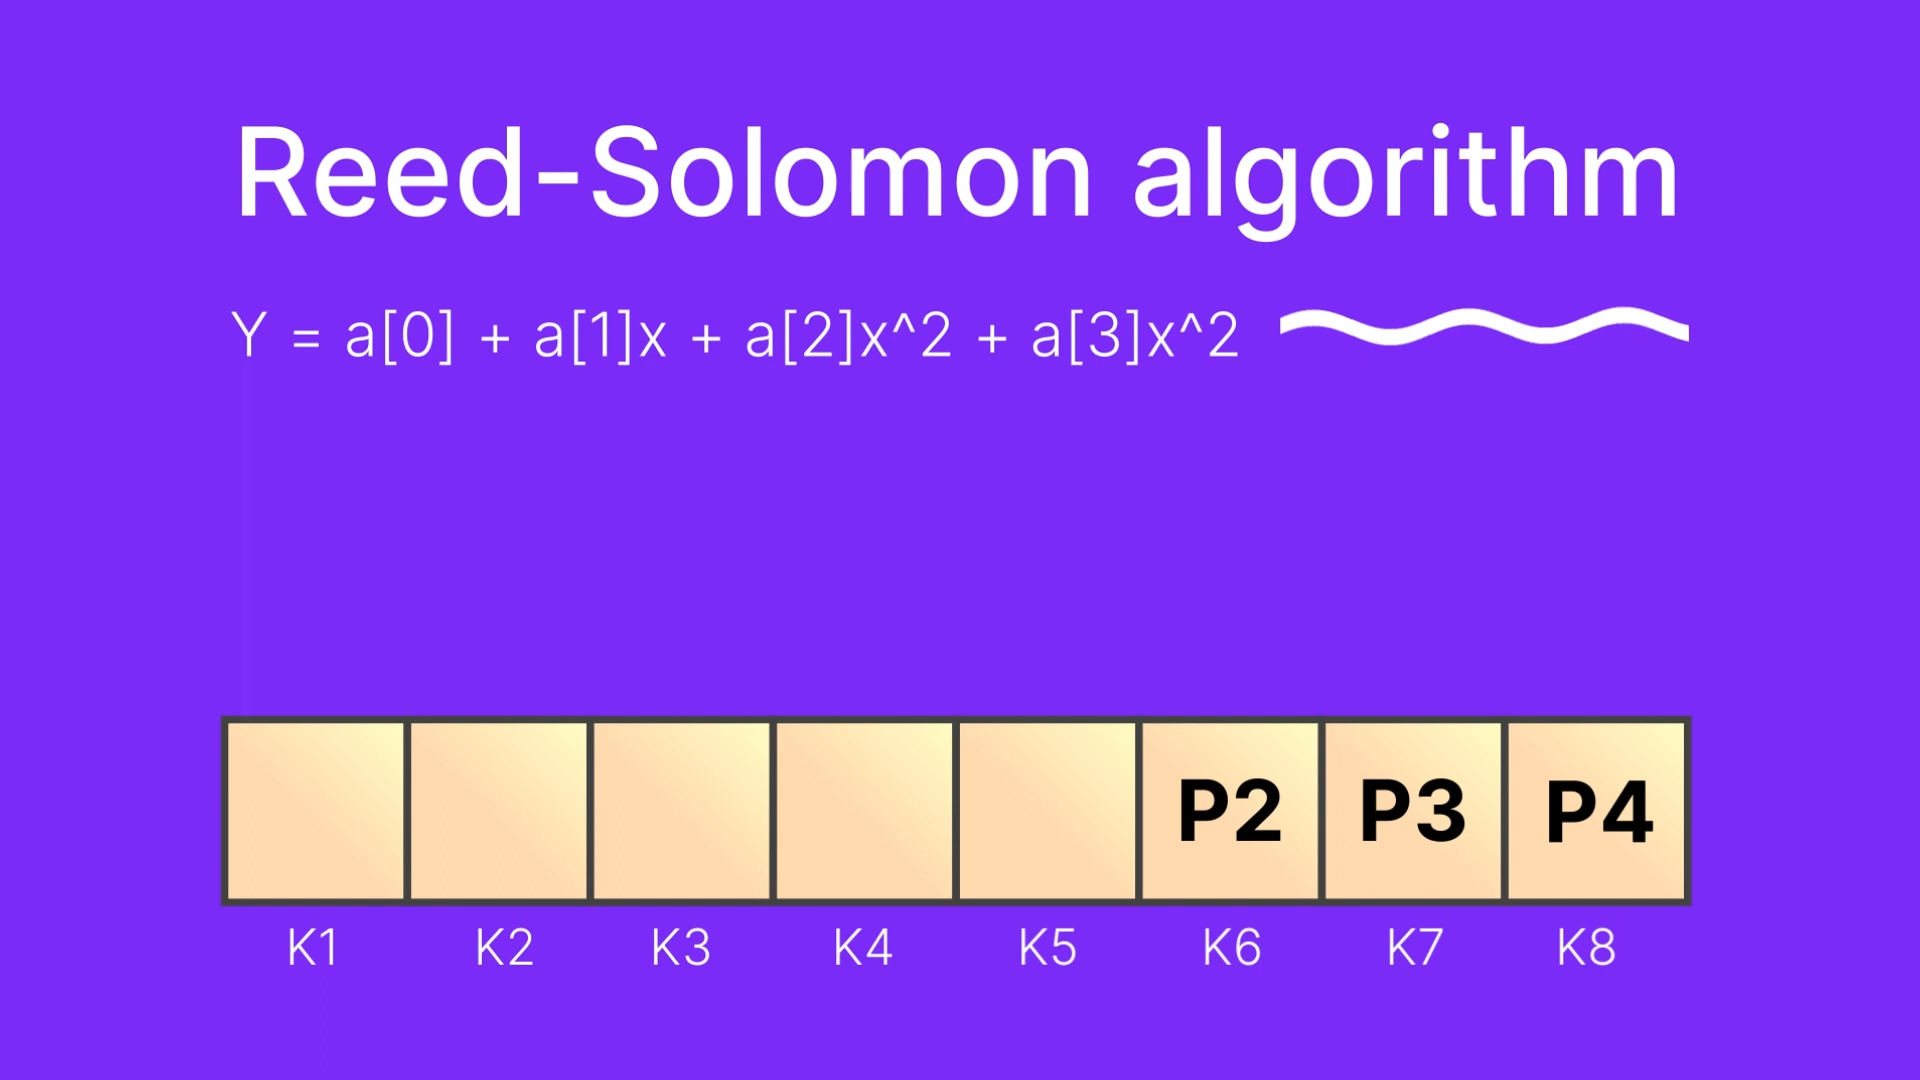 Reed-Solomon algorithm
Y = a[0] + a[1]x + a[2]x^2 + a[3]x^2
P2 P3 P4
K1 K2 K3 K4 K5 K6 K7 K8